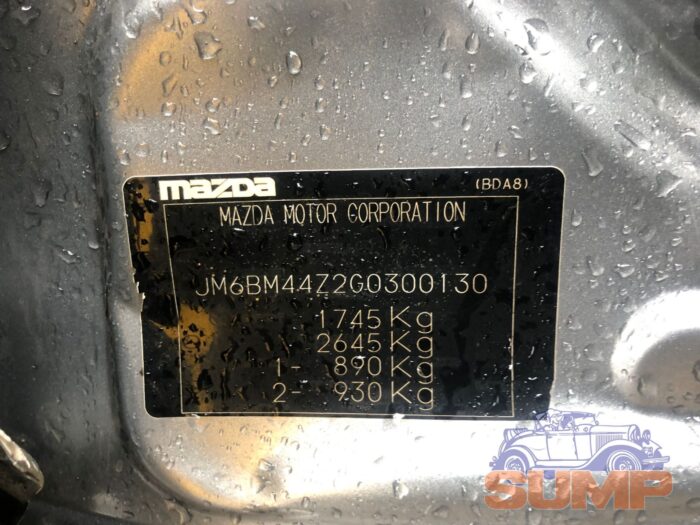 mazda (BDA8)
MAZDA MOTOR CORPORATION
JM6BM44Z2G0300130
1745 Kg
2645 Kg
1- 890 Kg
2- 930 Kg
SUMP